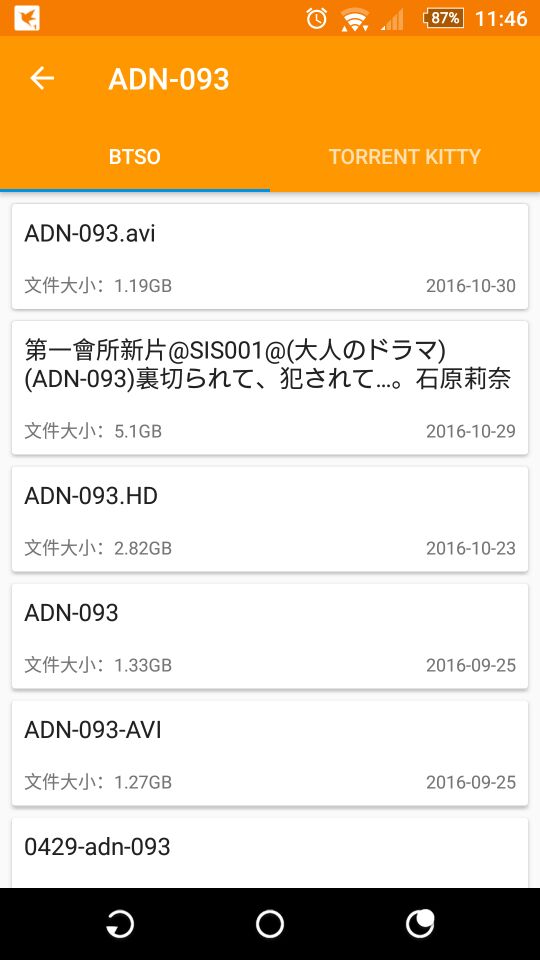 87% 11:46
ADN-093
BTSO
TORRENT KITTY
ADN-093.avi
文件大小：1.19GB
2016-10-30
第一會所新片@SIS001@(大人のドラマ)
(ADN-093)裏切られて、犯されて…。石原莉奈
文件大小：5.1GB
2016-10-29
ADN-093.HD
文件大小：2.82GB
2016-10-23
ADN-093
文件大小：1.33GB
2016-09-25
ADN-093-AVI
文件大小：1.27GB
2016-09-25
0429-adn-093